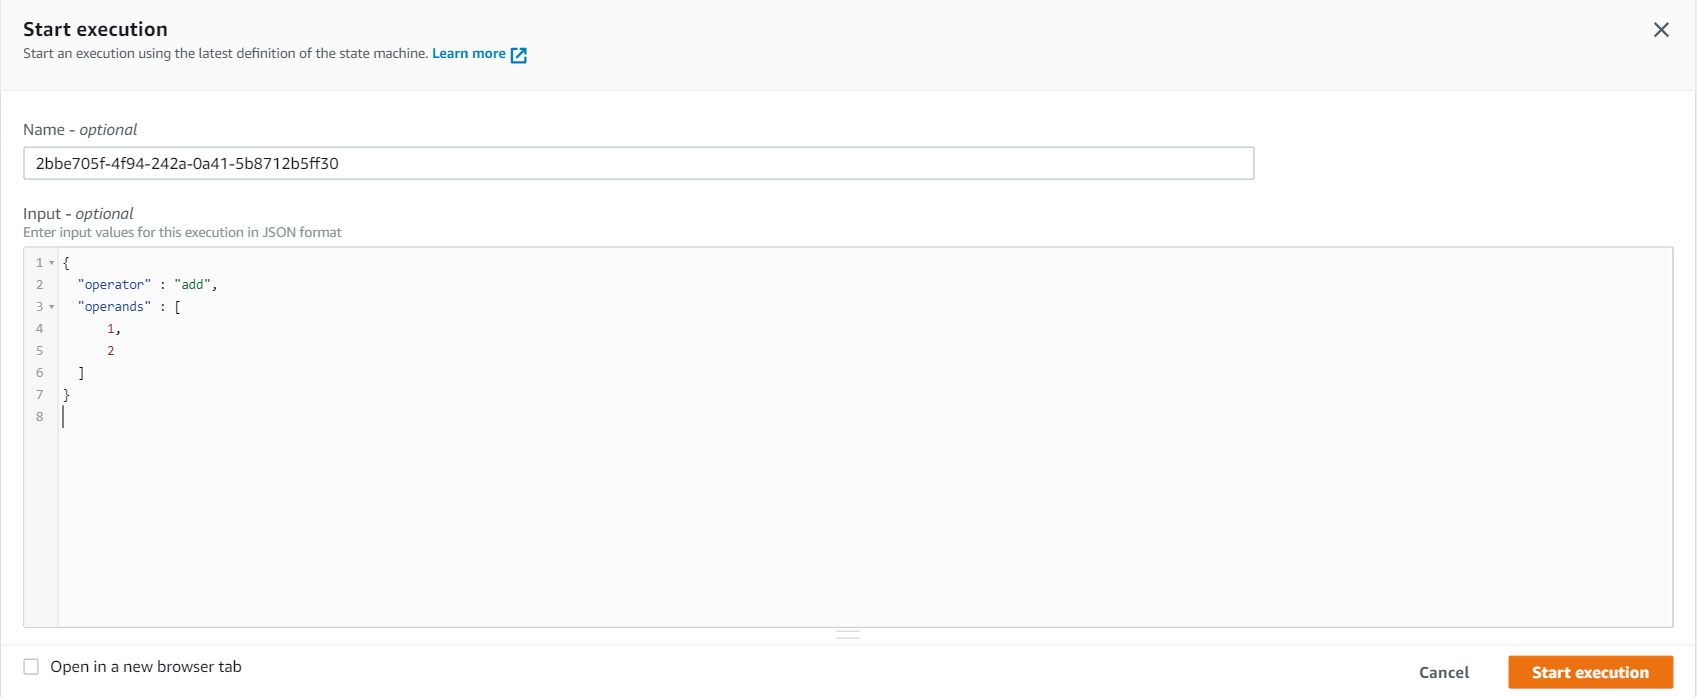 Start execution
Start an execution using the latest definition of the state machine. Learn more
Name - optional
2bbe705f-4f94-242a-0a41-5b8712b5ff30
Input - optional
Enter input values for this execution in JSON format
1 {
2 "operator" : "add",
3 "operands" : [
4 1,
5 2
6 ]
7 }
8
Open in a new browser tab
Cancel
Start execution